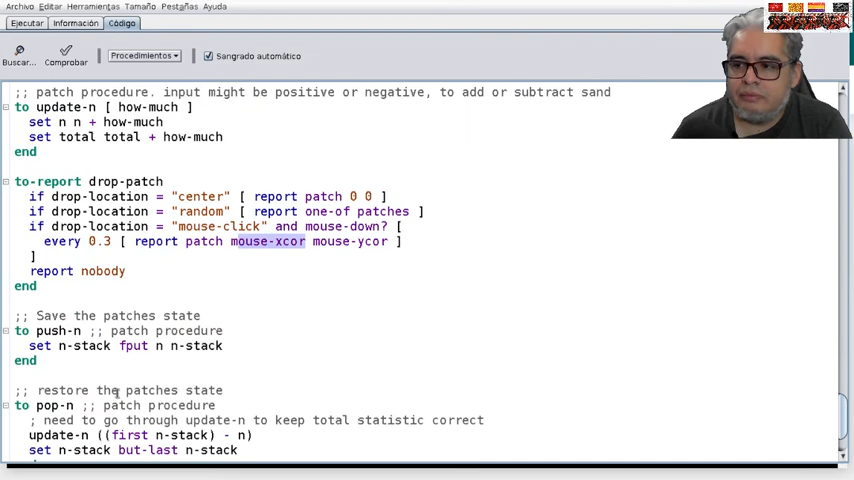 Archivo Editar Herramientas Tamaño Pestañas Ayuda
Ejecutar Información Código
Buscar... Comprobar Procedimientos Sangrado automático
;; patch procedure. input might be positive or negative, to add or subtract sand
to update-n [ how-much ]
set n n + how-much
set total total + how-much
end
to-report drop-patch
if drop-location = "center" [ report patch 0 0 ]
if drop-location = "random" [ report one-of patches ]
if drop-location = "mouse-click" and mouse-down? [
every 0.3 [ report patch mouse-xcor mouse-ycor ]
]
report nobody
end
;; Save the patches state
to push-n ;; patch procedure
set n-stack fput n n-stack
end
;; restore the patches state
to pop-n ;; patch procedure
; need to go through update-n to keep total statistic correct
update-n ((first n-stack) - n)
set n-stack but-last n-stack